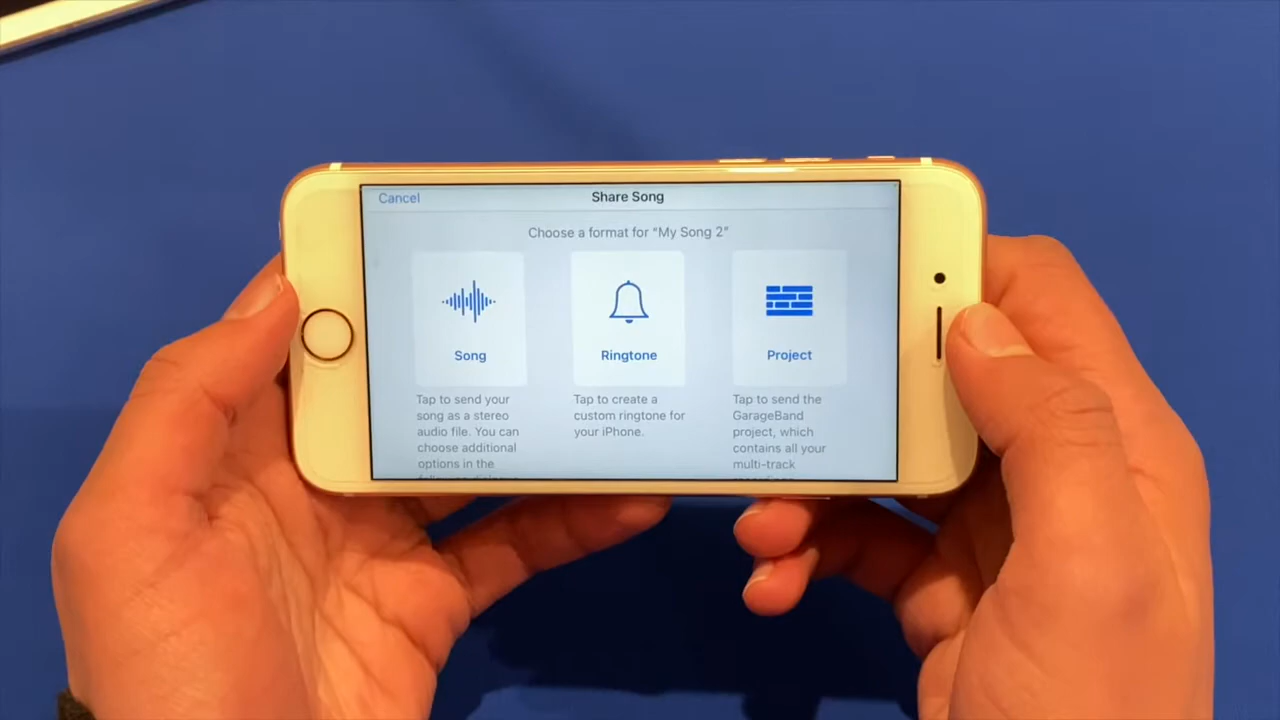 Cancel
Share Song
Choose a format for “My Song 2”
Song
Ringtone
Project
Tap to send your
song as a stereo
audio file. You can
choose additional
options in the
Tap to create a
custom ringtone for
your iPhone.
Tap to send the
GarageBand
project, which
contains all your
multi-track